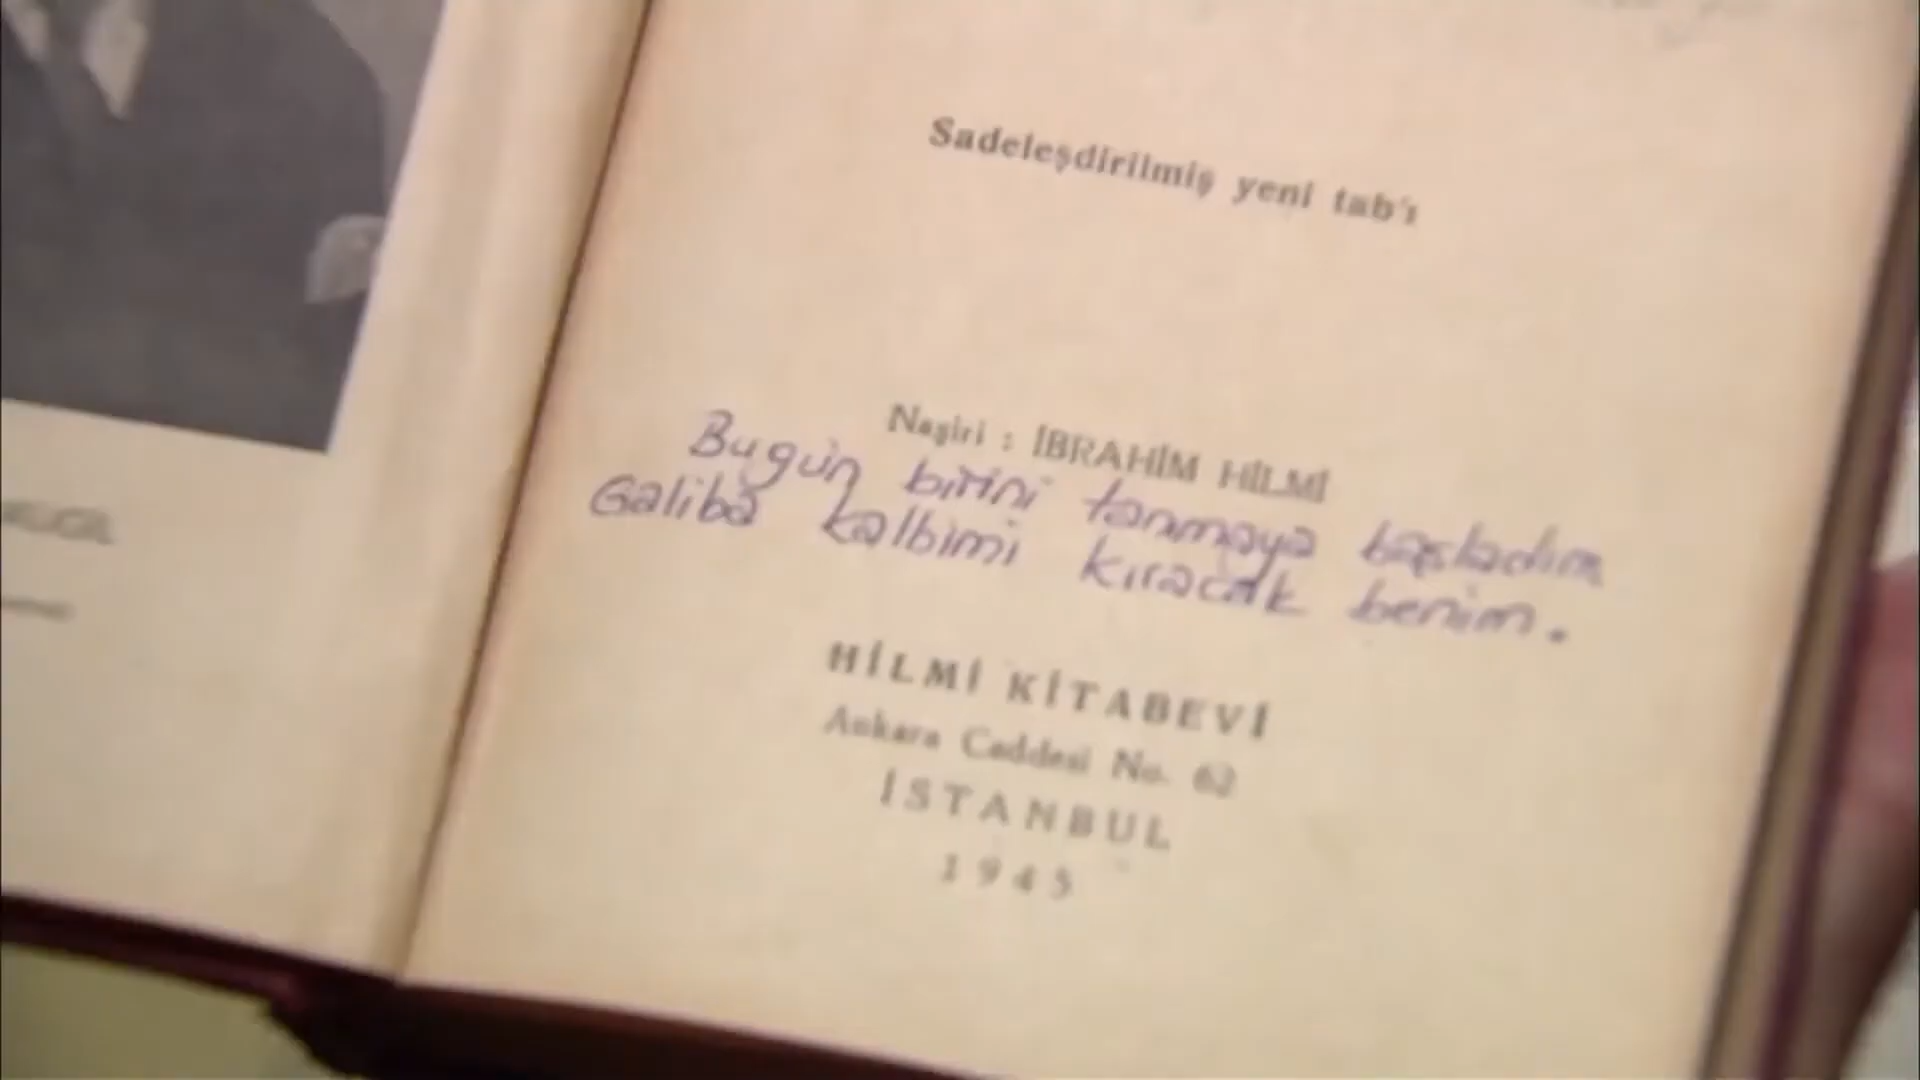 Sadeleşdirilmiş yeni tab'ı
Naşiri : İBRAHİM HİLMİ
Bugün birini tanımaya başladım
Galiba kalbimi kıracak benim.
HİLMİ KİTABEVİ
Ankara Caddesi No. 62
İSTANBUL
1945